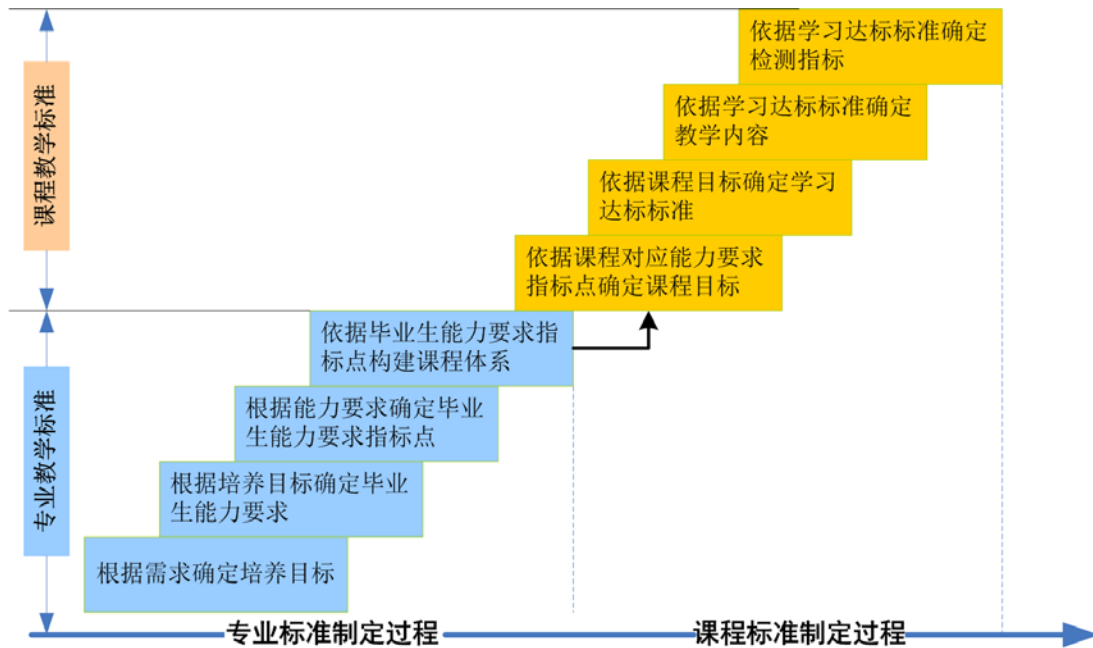 依据学习达标标准确定
检测指标
依据学习达标标准确定
教学内容
依据课程目标确定学习
达标标准
依据课程对应能力要求
指标点确定课程目标
课程教学标准
依据毕业生能力要求指
标点构建课程体系
根据能力要求确定毕业
生能力要求指标点
根据培养目标确定毕业
生能力要求
根据需求确定培养目标
专业教学标准
专业标准制定过程
课程标准制定过程